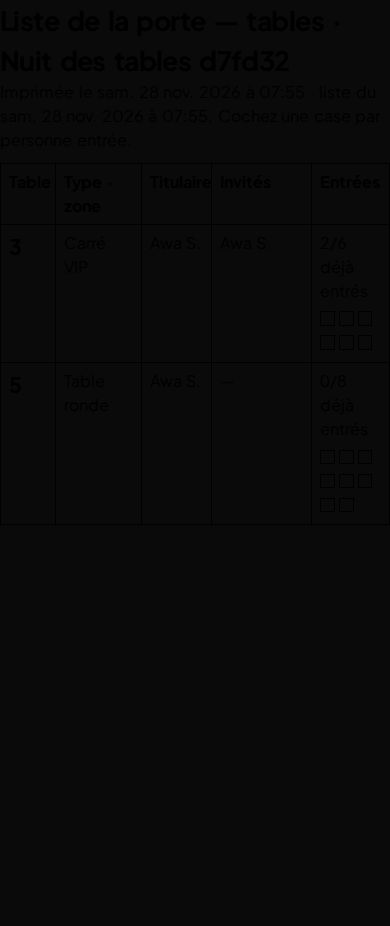 Liste de la porte — tables ·
Nuit des tables d7fd32
Imprimée le sam. 28 nov. 2026 à 07:55 · liste du
sam. 28 nov. 2026 à 07:55. Cochez une case par
personne entrée.
Table Type · zone Titulaire Invités Entrées
3 Carré VIP Awa S. Awa S. 2/6 déjà entrés
5 Table ronde Awa S. — 0/8 déjà entrés